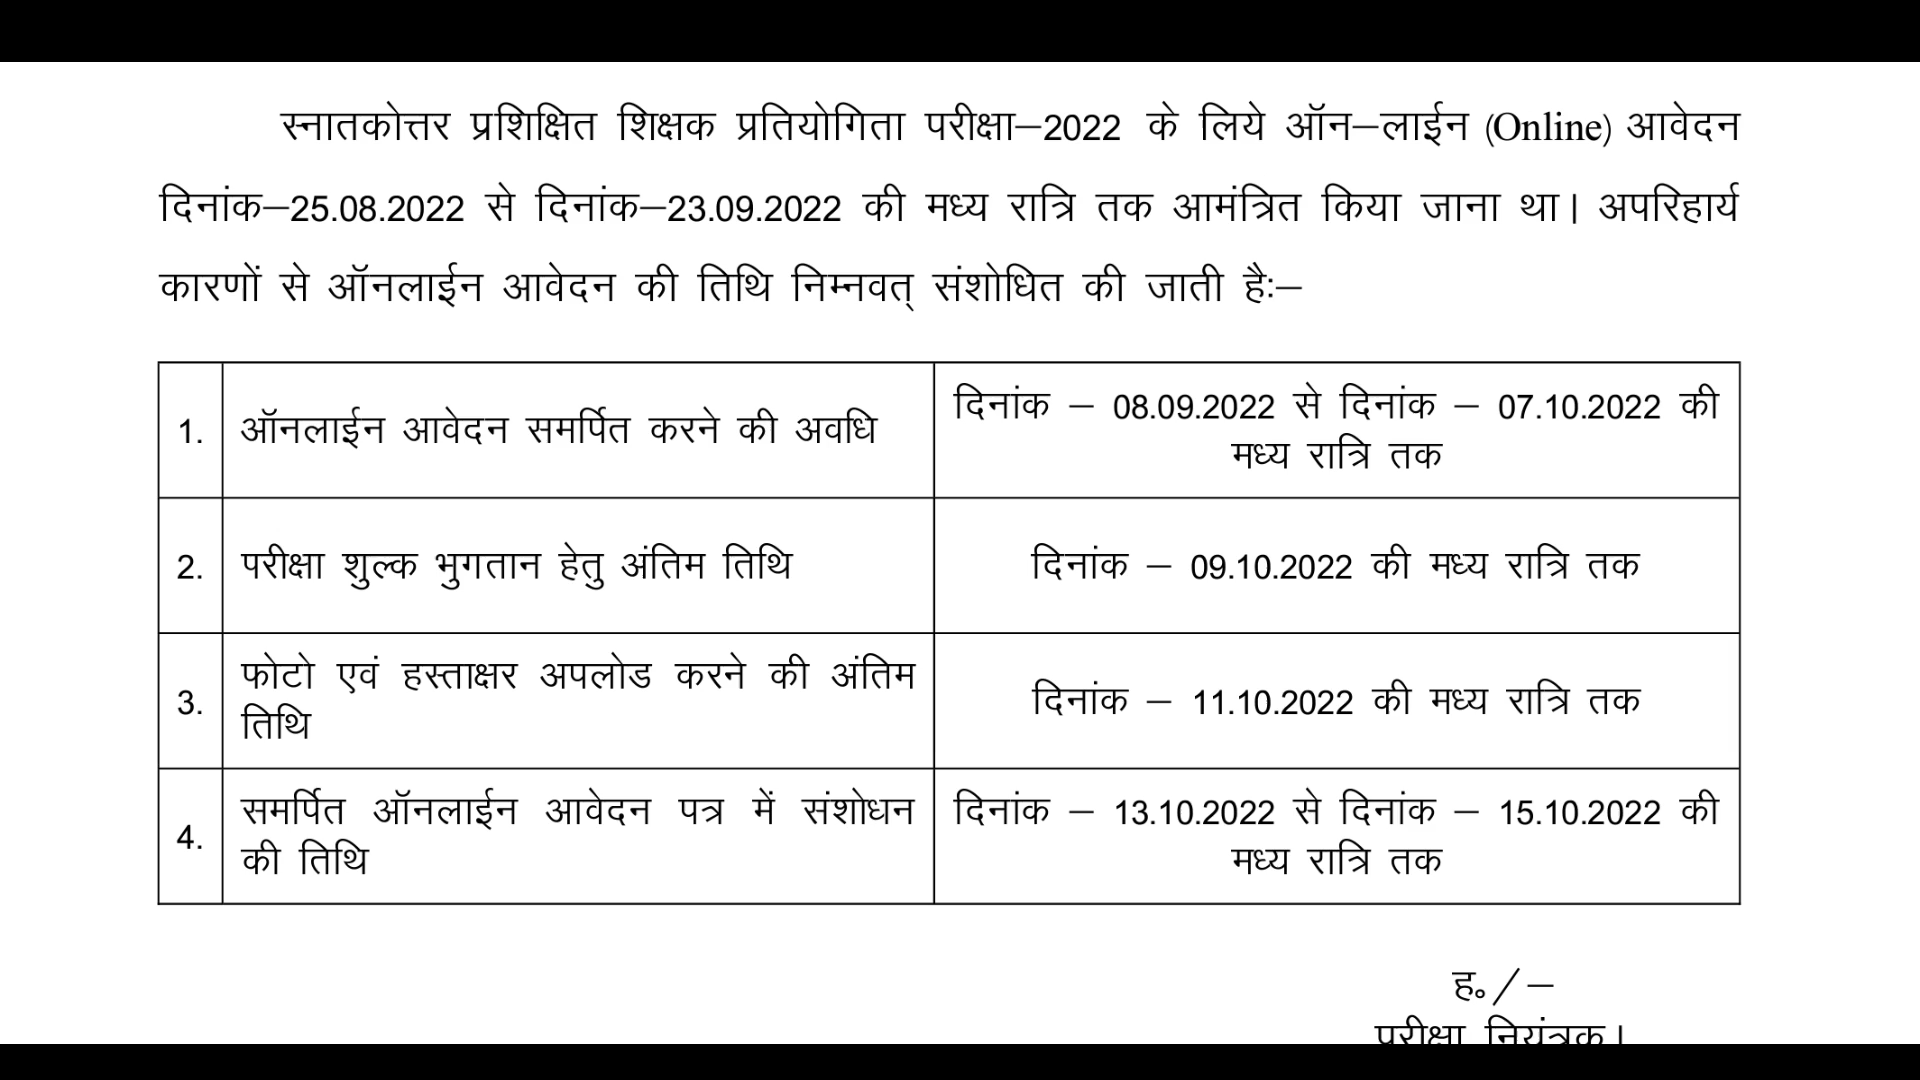 स्नातकोत्तर प्रशिक्षित शिक्षक प्रतियोगिता परीक्षा–2022 के लिये ऑन–लाईन (Online) आवेदन
दिनांक–25.08.2022 से दिनांक–23.09.2022 की मध्य रात्रि तक आमंत्रित किया जाना था। अपरिहार्य
कारणों से ऑनलाईन आवेदन की तिथि निम्नवत् संशोधित की जाती हैः–
1. ऑनलाईन आवेदन समर्पित करने की अवधि
दिनांक – 08.09.2022 से दिनांक – 07.10.2022 की
मध्य रात्रि तक
2. परीक्षा शुल्क भुगतान हेतु अंतिम तिथि
दिनांक – 09.10.2022 की मध्य रात्रि तक
3. फोटो एवं हस्ताक्षर अपलोड करने की अंतिम
तिथि
दिनांक – 11.10.2022 की मध्य रात्रि तक
4. समर्पित ऑनलाईन आवेदन पत्र में संशोधन
की तिथि
दिनांक – 13.10.2022 से दिनांक – 15.10.2022 की
मध्य रात्रि तक
ह॰/–
परीक्षा नियंत्रक।